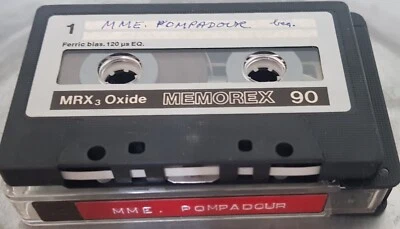 1 MME. POMPADOUR
Ferric bias. 120 µs EQ.
MRX3 Oxide MEMOREX 90
MME. POMPADOUR